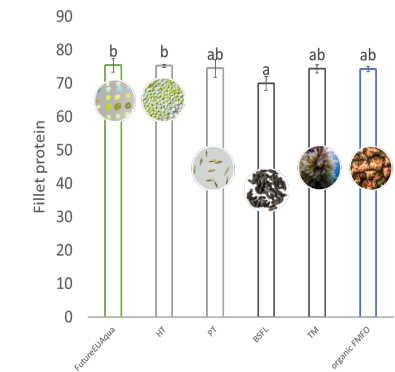 90
80
70
60
50
40
30
20
10
0
Fillet protein
b
b
ab
a
ab
ab
FutureEUAqua
HT
PT
BSFL
TM
organic FMFO